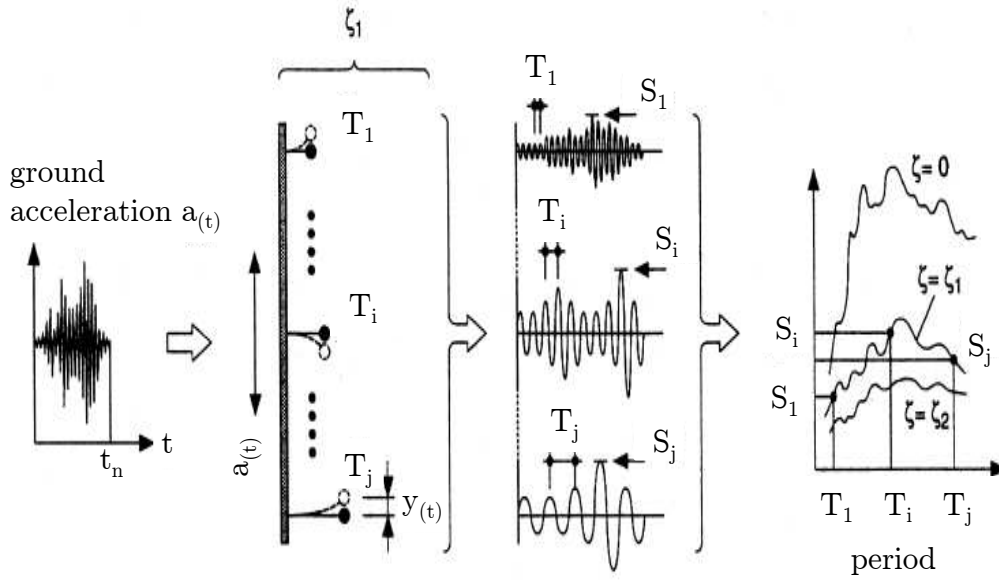 ζ₁
T₁
T₁
S₁
ground
acceleration a₍ₜ₎
ζ=0
Tᵢ
Sᵢ
ζ=ζ₁
Tᵢ
Sᵢ
Sⱼ
S₁
ζ=ζ₂
t
tₙ
a₍ₜ₎
Tⱼ
y₍ₜ₎
Tⱼ
Sⱼ
T₁ Tᵢ Tⱼ
period